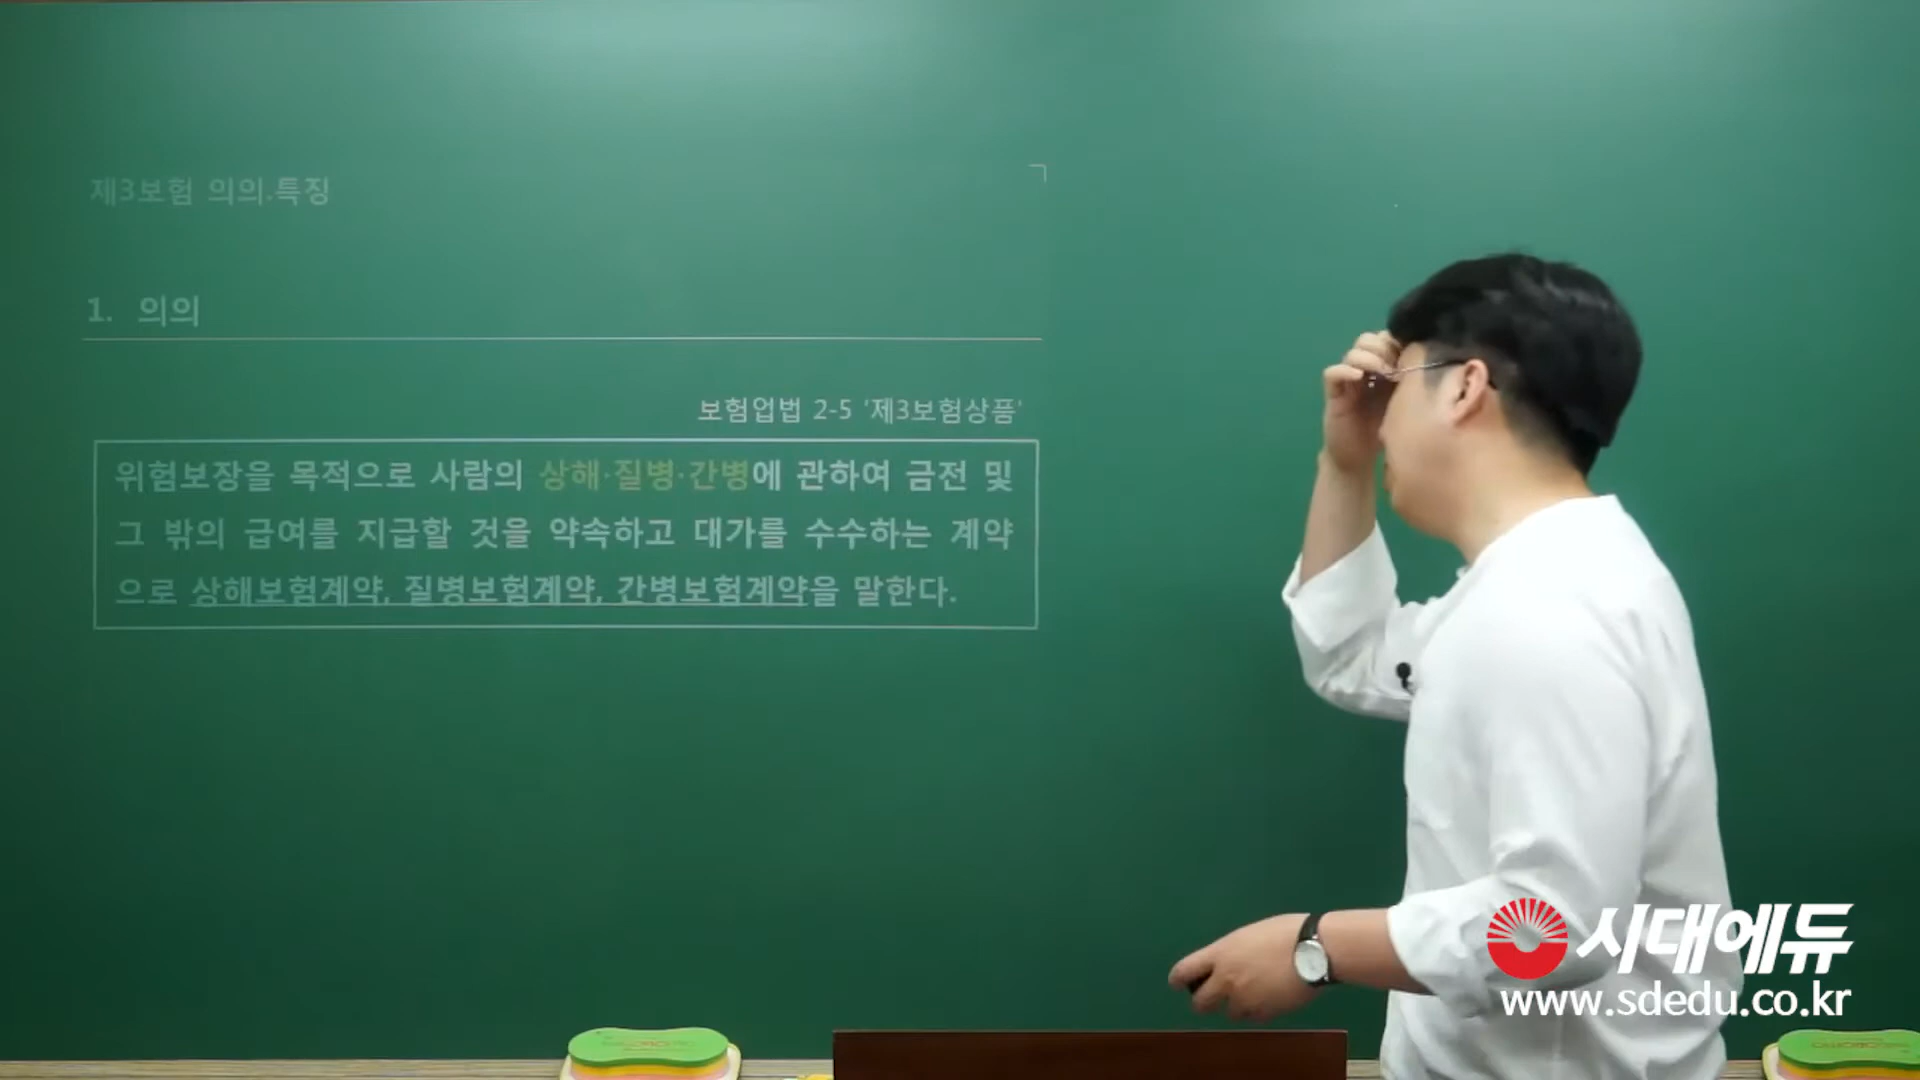 제3보험 의의.특징
1. 의의
보험업법 2-5 '제3보험상품'
위험보장을 목적으로 사람의 상해·질병·간병에 관하여 금전 및
그 밖의 급여를 지급할 것을 약속하고 대가를 수수하는 계약
으로 상해보험계약, 질병보험계약, 간병보험계약을 말한다.
시대에듀
www.sdedu.co.kr